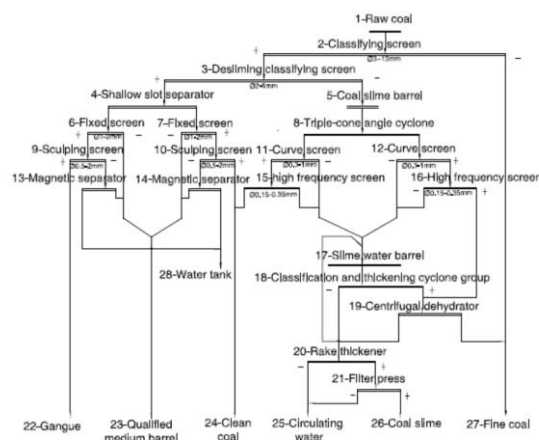 1-Raw coal
2-Classifying screen
+
Ø3-13mm
−
3-Desliming classifying screen
+
−
Ø2-6mm
4-Shallow slot separator
5-Coal slime barrel
6-Fixed screen
7-Fixed screen
8-Triple-cone angle cyclone
+
Ø1-2mm
−
−
Ø1-2mm
+
9-Sculping screen
10-Sculping screen
11-Curve screen
12-Curve screen
+
Ø0.5-2mm
−
−
Ø0.5-2mm
+
+
Ø0.3-1mm
−
−
Ø0.3-1mm
+
13-Magnetic separator
14-Magnetic separator
15-high frequency screen
16-High frequency screen
+
Ø0.15-0.35mm
−
−
Ø0.15-0.35mm
+
17-Slime water barrel
28-Water tank
18-Classification and thickening cyclone group
−
+
19-Centrifugal dehydrator
20-Rake thickener
−
+
21-Filter press
−
+
22-Gangue
23-Qualified
medium barrel
24-Clean
coal
25-Circulating
water
26-Coal slime
27-Fine coal